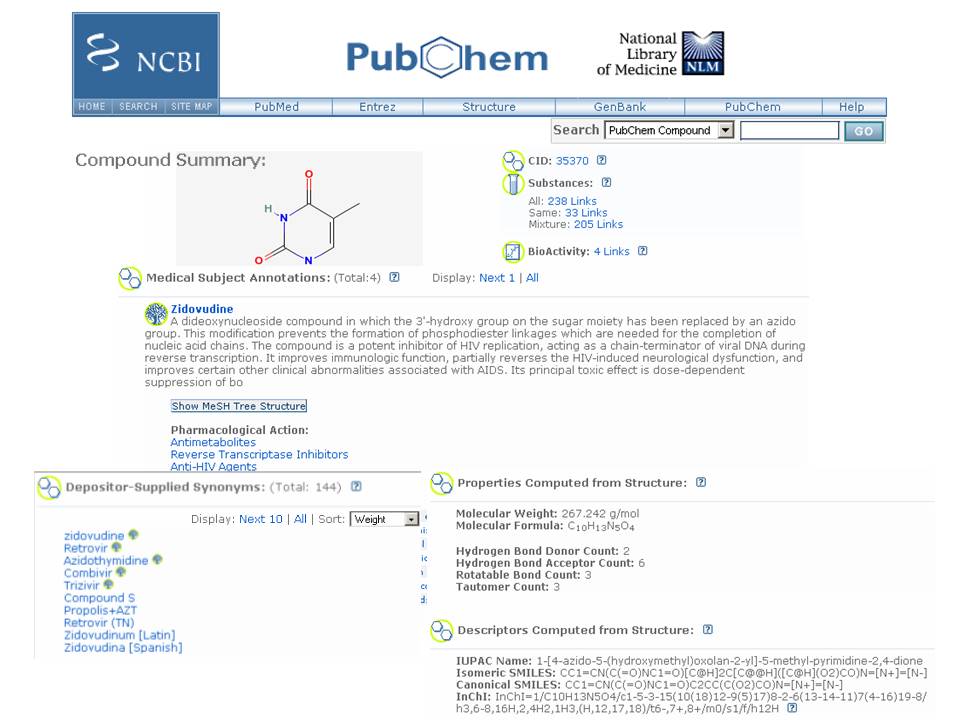 NCBI
PubChem
National
Library
of Medicine NLM
HOME SEARCH SITE MAP PubMed Entrez Structure GenBank PubChem Help
Search PubChem Compound GO
Compound Summary:
O
H
N
O
N
CID: 35370 ?
Substances: ?
All: 238 Links
Same: 33 Links
Mixture: 205 Links
BioActivity: 4 Links ?
Medical Subject Annotations: (Total:4) ? Display: Next 1 | All
Zidovudine
A dideoxynucleoside compound in which the 3'-hydroxy group on the sugar moiety has been replaced by an azido
group. This modification prevents the formation of phosphodiester linkages which are needed for the completion of
nucleic acid chains. The compound is a potent inhibitor of HIV replication, acting as a chain-terminator of viral DNA during
reverse transcription. It improves immunologic function, partially reverses the HIV-induced neurological dysfunction, and
improves certain other clinical abnormalities associated with AIDS. Its principal toxic effect is dose-dependent
suppression of bo
Show MeSH Tree Structure
Pharmacological Action:
Antimetabolites
Reverse Transcriptase Inhibitors
Anti-HIV Agents
Depositor-Supplied Synonyms: (Total: 144) ?
Display: Next 10 | All | Sort: Weight
zidovudine
Retrovir
Azidothymidine
Combivir
Trizivir
Compound S
Propolis+AZT
Retrovir (TN)
Zidovudinum [Latin]
Zidovudina [Spanish]
Properties Computed from Structure: ?
Molecular Weight: 267.242 g/mol
Molecular Formula: C10H13N5O4
Hydrogen Bond Donor Count: 2
Hydrogen Bond Acceptor Count: 6
Rotatable Bond Count: 3
Tautomer Count: 3
Descriptors Computed from Structure: ?
IUPAC Name: 1-[4-azido-5-(hydroxymethyl)oxolan-2-yl]-5-methyl-pyrimidine-2,4-dione
Isomeric SMILES: CC1=CN(C(=O)NC1=O)[C@H]2C[C@@H]([C@H](O2)CO)N=[N+]=[N-]
Canonical SMILES: CC1=CN(C(=O)NC1=O)C2CC(C(O2)CO)N=[N+]=[N-]
InChI: InChI=1/C10H13N5O4/c1-5-3-15(10(18)12-9(5)17)8-2-6(13-14-11)7(4-16)19-8/
h3,6-8,16H,2,4H2,1H3,(H,12,17,18)/t6-,7+,8+/m0/s1/f/h12H ?